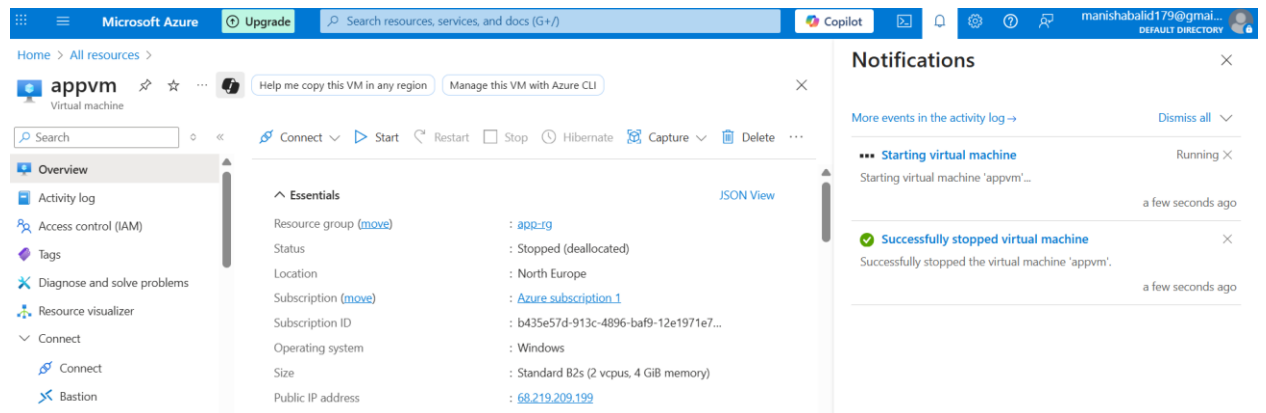 Microsoft Azure
Upgrade
Search resources, services, and docs (G+/)
Copilot
manishabalid179@gmai...
DEFAULT DIRECTORY
Home > All resources >
appvm
Virtual machine
Help me copy this VM in any region
Manage this VM with Azure CLI
Search
Connect
Start
Restart
Stop
Hibernate
Capture
Delete
Overview
Activity log
Access control (IAM)
Tags
Diagnose and solve problems
Resource visualizer
Connect
Connect
Bastion
Essentials
JSON View
Resource group (move) : app-rg
Status : Stopped (deallocated)
Location : North Europe
Subscription (move) : Azure subscription 1
Subscription ID : b435e57d-913c-4896-baf9-12e1971e7...
Operating system : Windows
Size : Standard B2s (2 vcpus, 4 GiB memory)
Public IP address : 68.219.209.199
Notifications
More events in the activity log →
Dismiss all
Starting virtual machine
Running
Starting virtual machine 'appvm'...
a few seconds ago
Successfully stopped virtual machine
Successfully stopped the virtual machine 'appvm'.
a few seconds ago